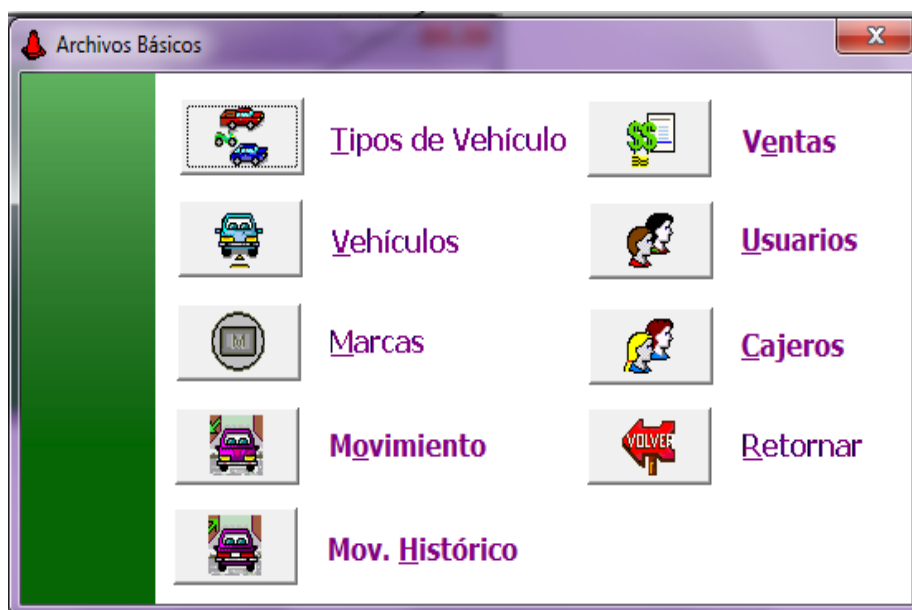 Archivos Básicos
Tipos de Vehículo
Ventas
Vehículos
Usuarios
Marcas
Cajeros
Movimiento
VOLVER
Retornar
Mov. Histórico